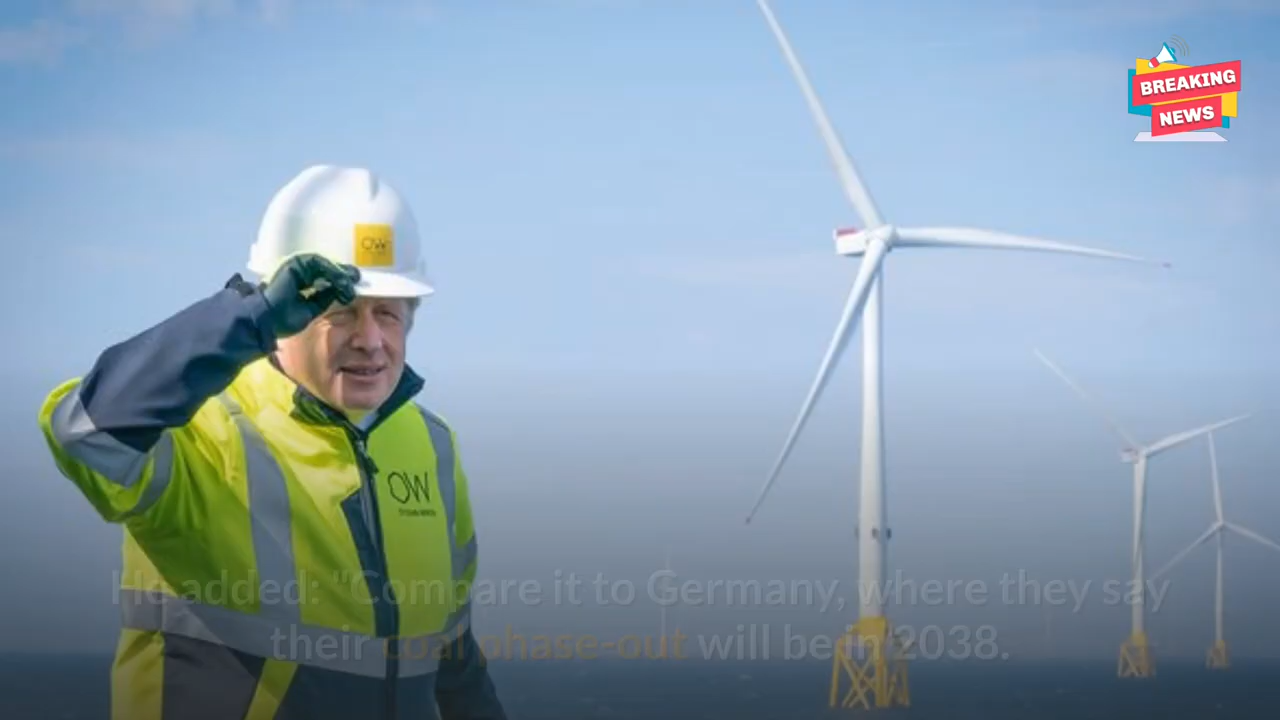 BREAKING
NEWS
OW
OW
He added: "Compare it to Germany, where they say
their coal phase-out will be in 2038.